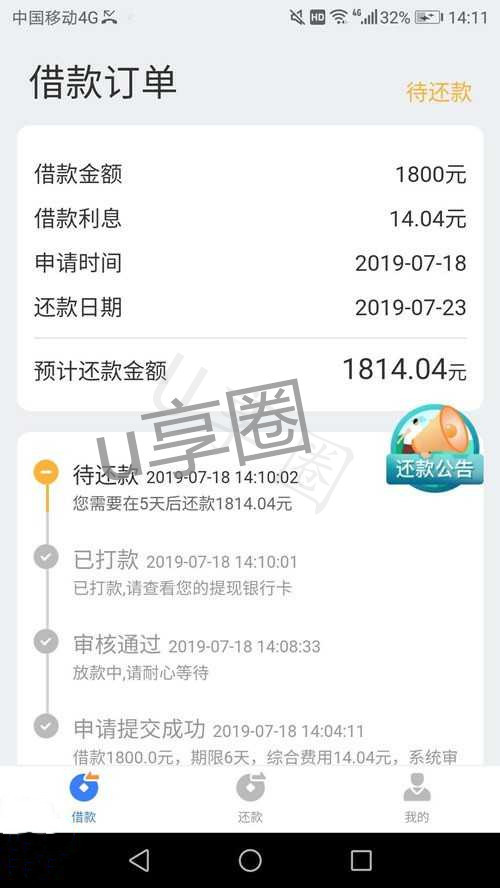 中国移动4G HD 4G 32% 14:11
借款订单
待还款
借款金额 1800元
借款利息 14.04元
申请时间 2019-07-18
还款日期 2019-07-23
预计还款金额 1814.04元
u享圈
u享圈
还款公告
待还款 2019-07-18 14:10:02
您需要在5天后还款1814.04元
已打款 2019-07-18 14:10:01
已打款,请查看您的提现银行卡
审核通过 2019-07-18 14:08:33
放款中,请耐心等待
申请提交成功 2019-07-18 14:04:11
借款1800.0元，期限6天，综合费用14.04元，系统审
借款 还款 我的